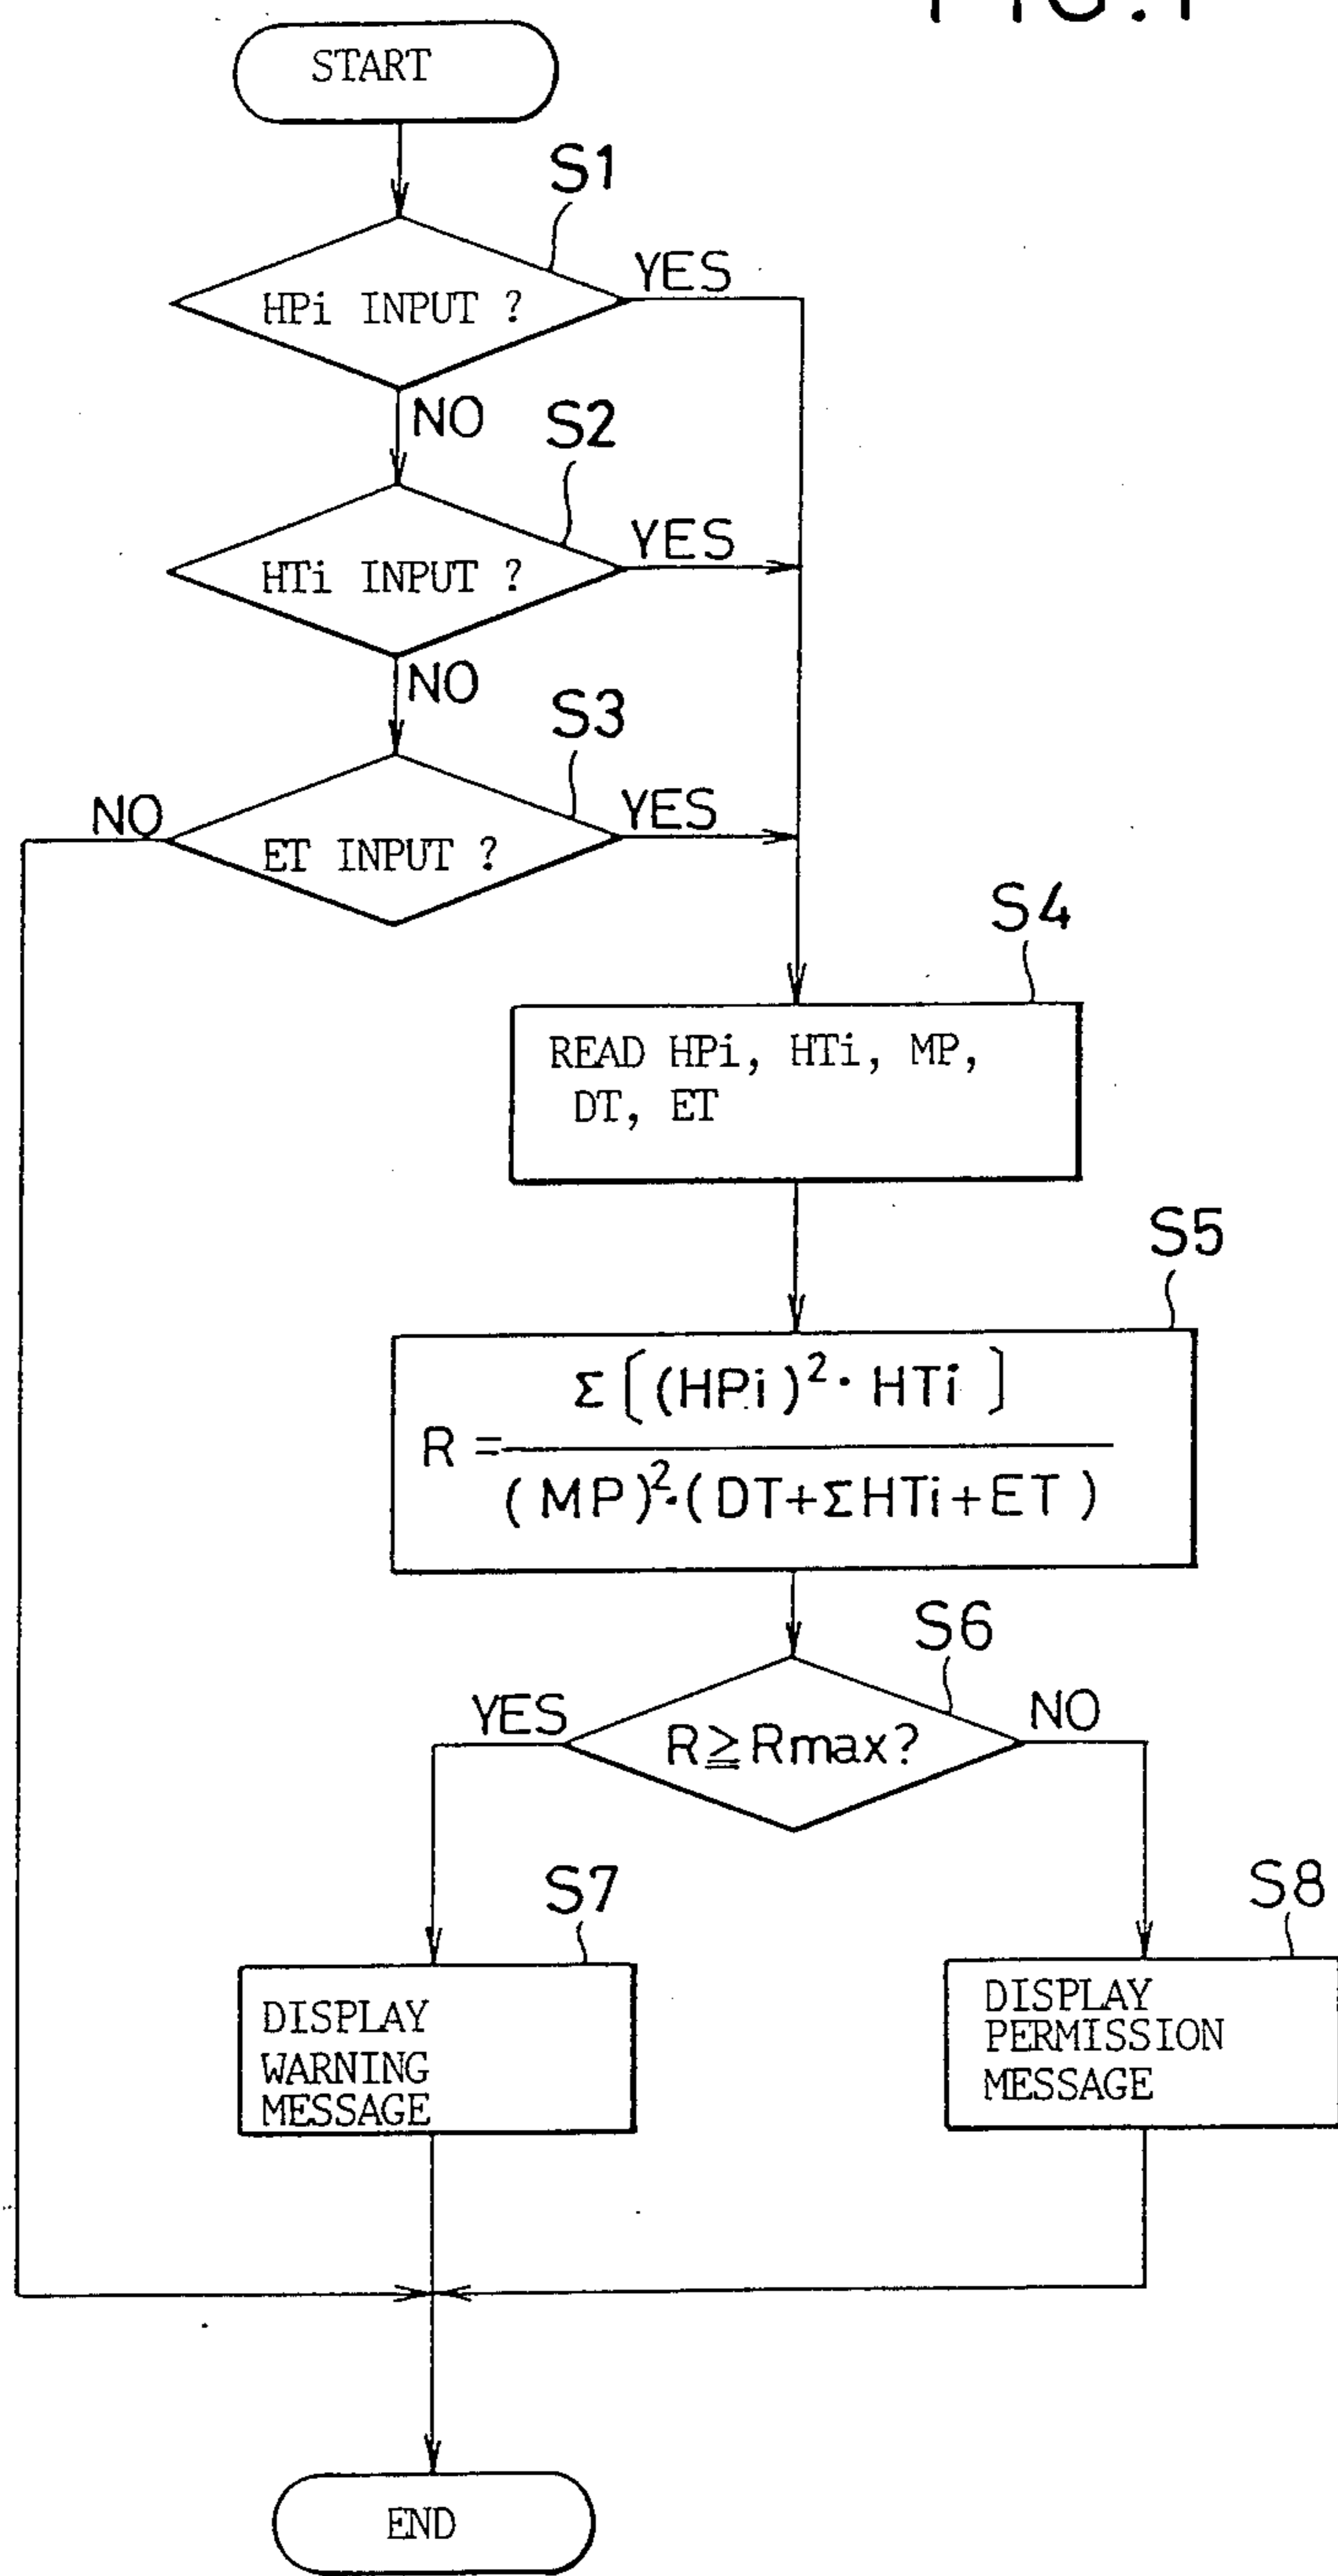 FIG.1
START
S1
HPi INPUT ?
YES
NO
S2
HTi INPUT ?
YES
NO
S3
ET INPUT ?
YES
NO
S4
READ HPi, HTi, MP,
DT, ET
S5
R = Σ[(HPi)²· HTi] / (MP)²·(DT+ΣHTi+ET)
S6
R≧Rmax?
YES
NO
S7
DISPLAY
WARNING
MESSAGE
S8
DISPLAY
PERMISSION
MESSAGE
END